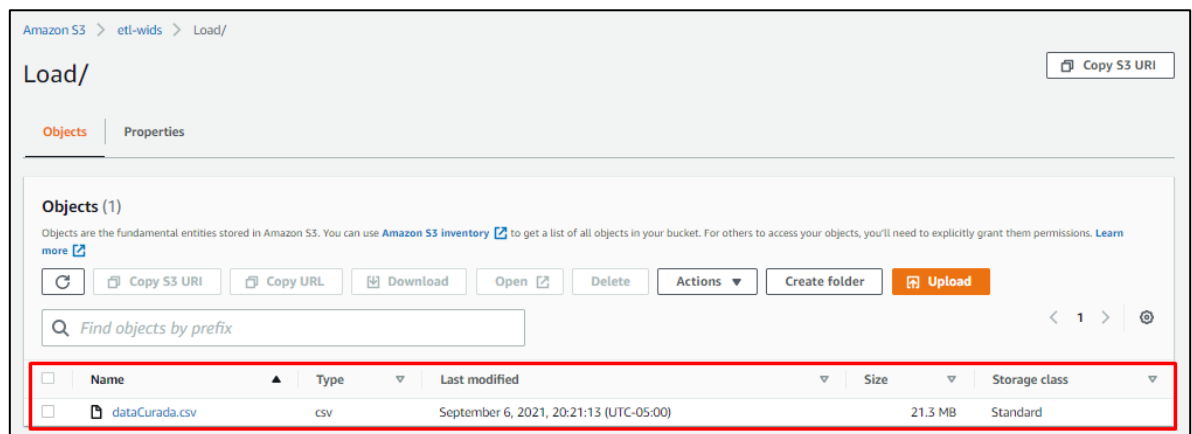 Amazon S3 > etl-wids > Load/
Load/
Copy S3 URI
Objects Properties
Objects (1)
Objects are the fundamental entities stored in Amazon S3. You can use Amazon S3 inventory to get a list of all objects in your bucket. For others to access your objects, you'll need to explicitly grant them permissions. Learn
more
Copy S3 URI Copy URL Download Open Delete Actions Create folder Upload
Find objects by prefix
< 1 >
Name Type Last modified Size Storage class
dataCurada.csv csv September 6, 2021, 20:21:13 (UTC-05:00) 21.3 MB Standard